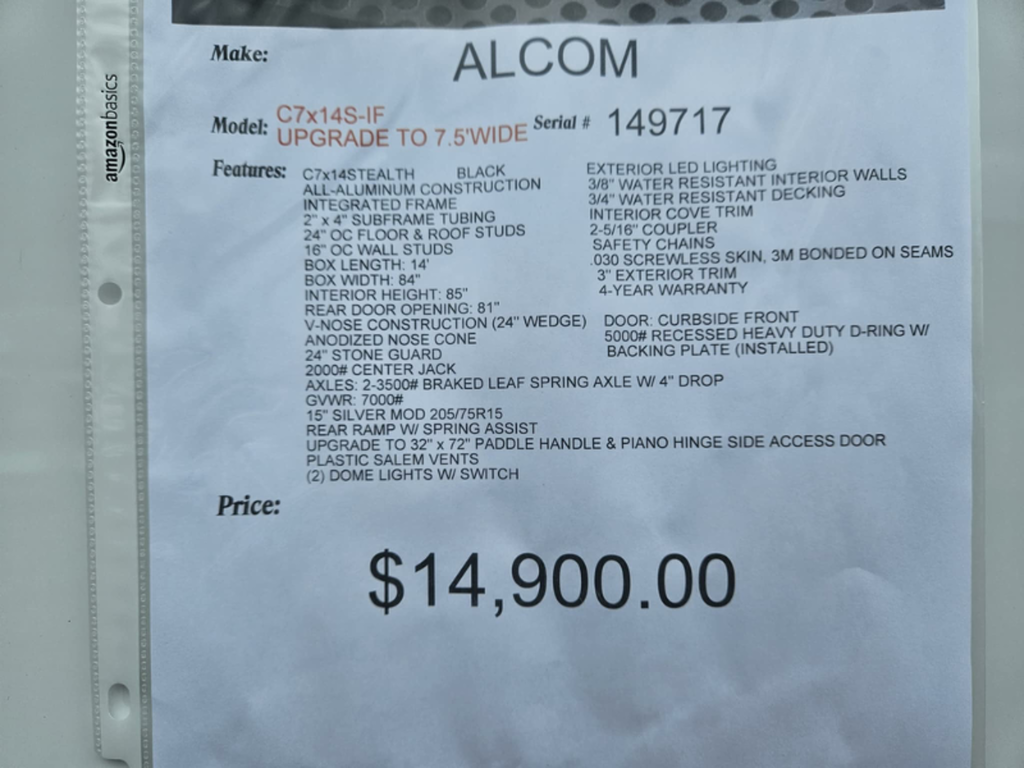 amazonbasics
Make: ALCOM
Model: C7x14S-IF
UPGRADE TO 7.5'WIDE Serial # 149717
Features: C7x14STEALTH BLACK
ALL-ALUMINUM CONSTRUCTION
INTEGRATED FRAME
2" x 4" SUBFRAME TUBING
24" OC FLOOR & ROOF STUDS
16" OC WALL STUDS
BOX LENGTH: 14'
BOX WIDTH: 84"
INTERIOR HEIGHT: 85"
REAR DOOR OPENING: 81"
V-NOSE CONSTRUCTION (24" WEDGE)
ANODIZED NOSE CONE
24" STONE GUARD
2000# CENTER JACK
AXLES: 2-3500# BRAKED LEAF SPRING AXLE W/ 4" DROP
GVWR: 7000#
15" SILVER MOD 205/75R15
REAR RAMP W/ SPRING ASSIST
UPGRADE TO 32" x 72" PADDLE HANDLE & PIANO HINGE SIDE ACCESS DOOR
PLASTIC SALEM VENTS
(2) DOME LIGHTS W/ SWITCH
EXTERIOR LED LIGHTING
3/8" WATER RESISTANT INTERIOR WALLS
3/4" WATER RESISTANT DECKING
INTERIOR COVE TRIM
2-5/16" COUPLER
SAFETY CHAINS
.030 SCREWLESS SKIN, 3M BONDED ON SEAMS
3" EXTERIOR TRIM
4-YEAR WARRANTY
DOOR: CURBSIDE FRONT
5000# RECESSED HEAVY DUTY D-RING W/
BACKING PLATE (INSTALLED)
Price:
$14,900.00